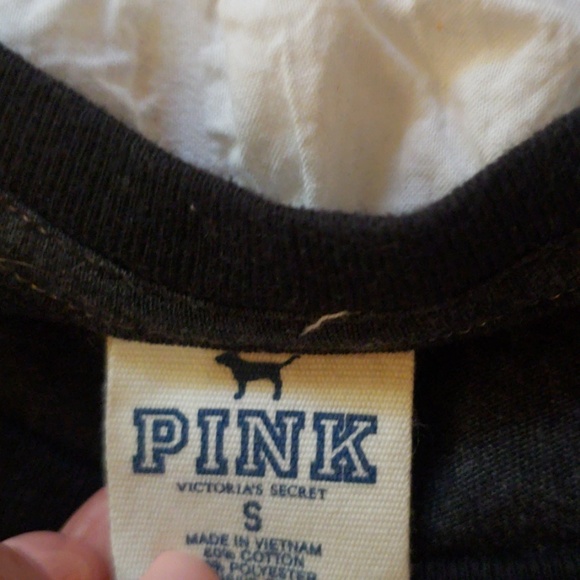 PINK
VICTORIA'S SECRET
S
MADE IN VIETNAM
60% COTTON
% POLYESTER